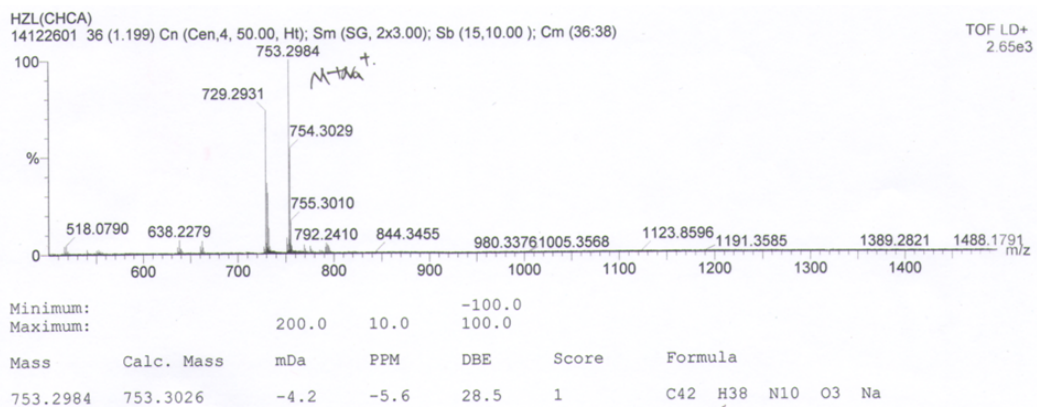 HZL(CHCA)
14122601 36 (1.199) Cn (Cen,4, 50.00, Ht); Sm (SG, 2x3.00); Sb (15,10.00 ); Cm (36:38)
TOF LD+
2.65e3
753.2984
100
M+Na+.
729.2931
754.3029
%
755.3010
518.0790 638.2279 792.2410 844.3455 980.3376 1005.3568 1123.8596 1191.3585 1389.2821 1488.1791
0
m/z
600 700 800 900 1000 1100 1200 1300 1400
Minimum: -100.0
Maximum: 200.0 10.0 100.0
Mass Calc. Mass mDa PPM DBE Score Formula
753.2984 753.3026 -4.2 -5.6 28.5 1 C42 H38 N10 O3 Na